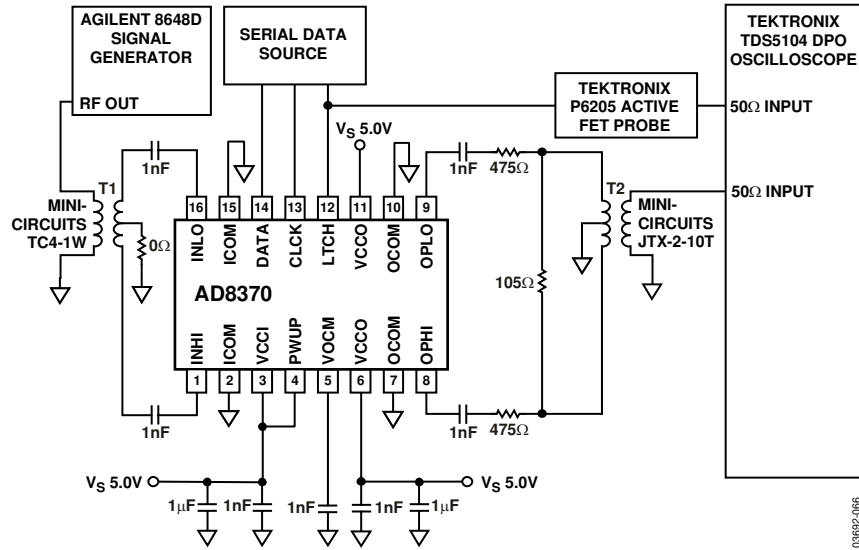 AGILENT 8648D
SIGNAL
GENERATOR
RF OUT
SERIAL DATA
SOURCE
TEKTRONIX
TDS5104 DPO
OSCILLOSCOPE
TEKTRONIX
P6205 ACTIVE
FET PROBE
50Ω INPUT
50Ω INPUT
VS 5.0V
1nF
1nF
475Ω
T1
T2
MINI-
CIRCUITS
TC4-1W
0Ω
MINI-
CIRCUITS
JTX-2-10T
105Ω
16
15
14
13
12
11
10
9
INLO
ICOM
DATA
CLCK
LTCH
VCCO
OCOM
OPLO
AD8370
INHI
ICOM
VCCI
PWUP
VOCM
VCCO
OCOM
OPHI
1
2
3
4
5
6
7
8
1nF
1nF
475Ω
VS 5.0V
VS 5.0V
1µF
1nF
1nF
1nF
1µF
03692-066